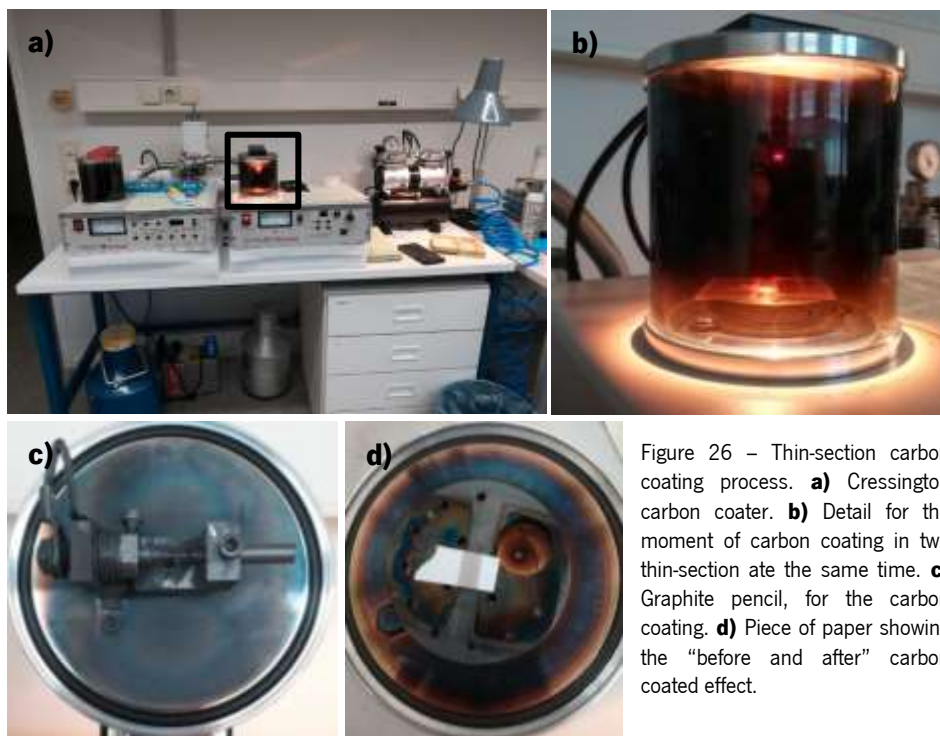 a)
b)
c)
d)
Figure 26 – Thin-section carbon
coating process. a) Cressingto
carbon coater. b) Detail for th
moment of carbon coating in tw
thin-section ate the same time. c
Graphite pencil, for the carbo
coating. d) Piece of paper showin
the “before and after” carbo
coated effect.